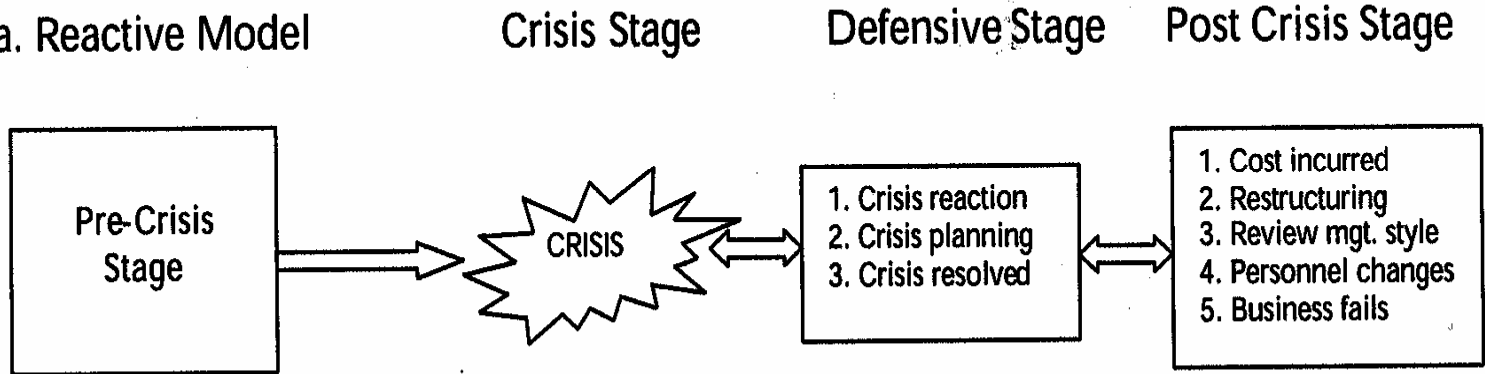 a. Reactive Model
Crisis Stage
Defensive Stage
Post Crisis Stage
Pre-Crisis
Stage
CRISIS
1. Crisis reaction
2. Crisis planning
3. Crisis resolved
1. Cost incurred
2. Restructuring
3. Review mgt. style
4. Personnel changes
5. Business fails